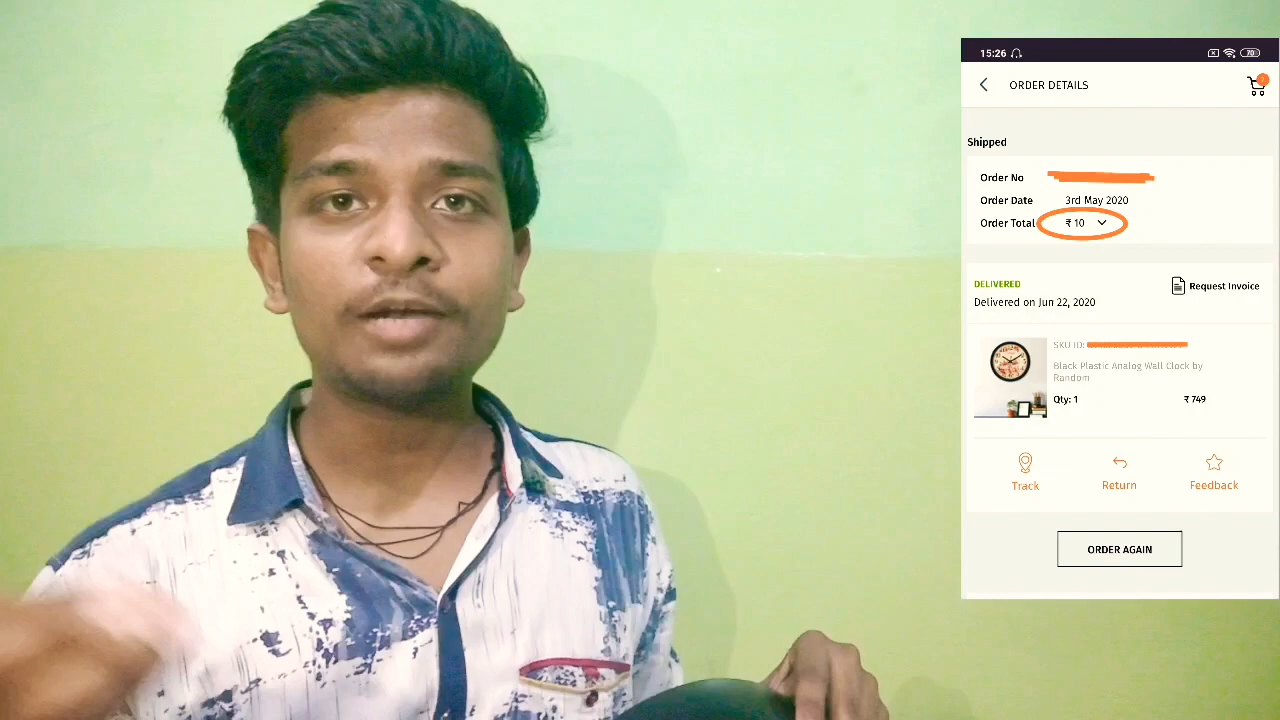 15:26
70
ORDER DETAILS
Shipped
Order No
Order Date 3rd May 2020
Order Total ₹ 10
DELIVERED
Delivered on Jun 22, 2020
Request Invoice
SKU ID:
Black Plastic Analog Wall Clock by
Random
Qty: 1 ₹ 749
Track Return Feedback
ORDER AGAIN